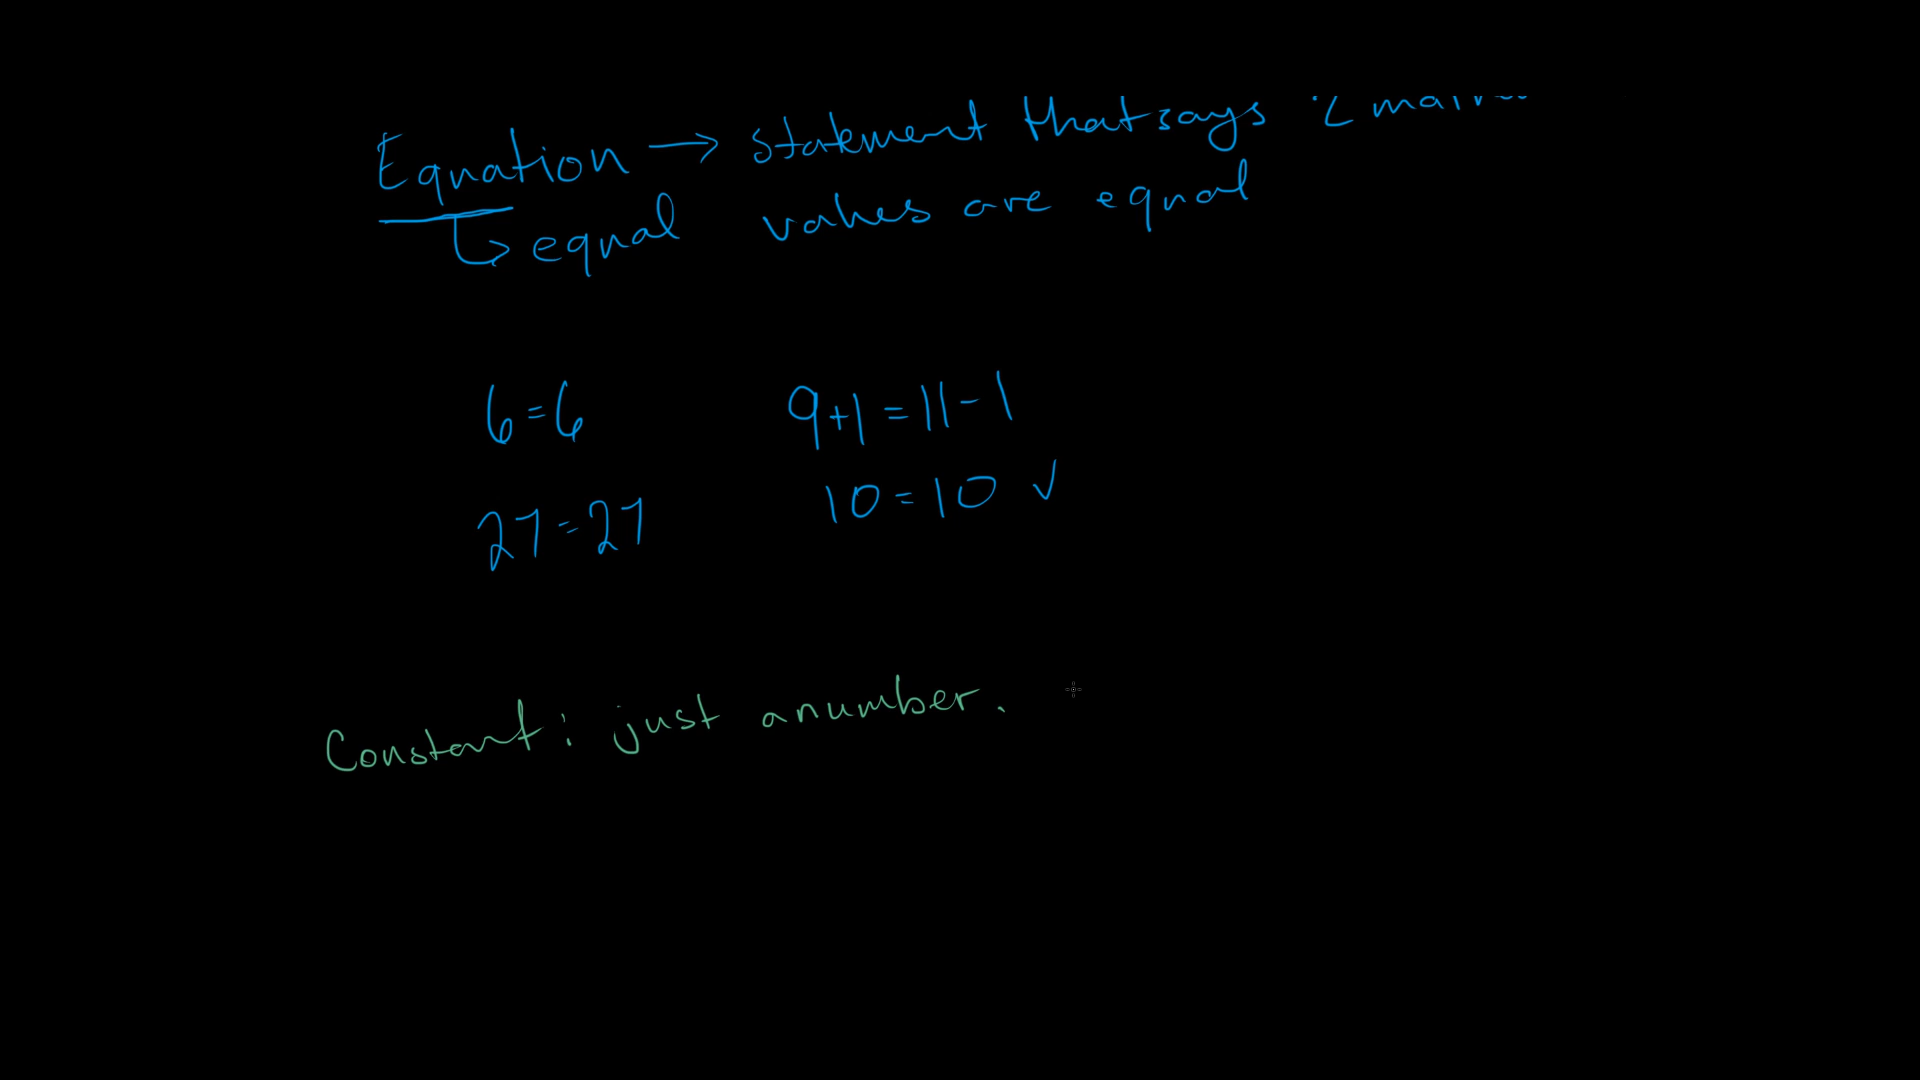 Equation → statement that says 2
↳ equal values are equal
6=6 9+1=11-1
27=27 10=10 ✓
Constant: just a number.